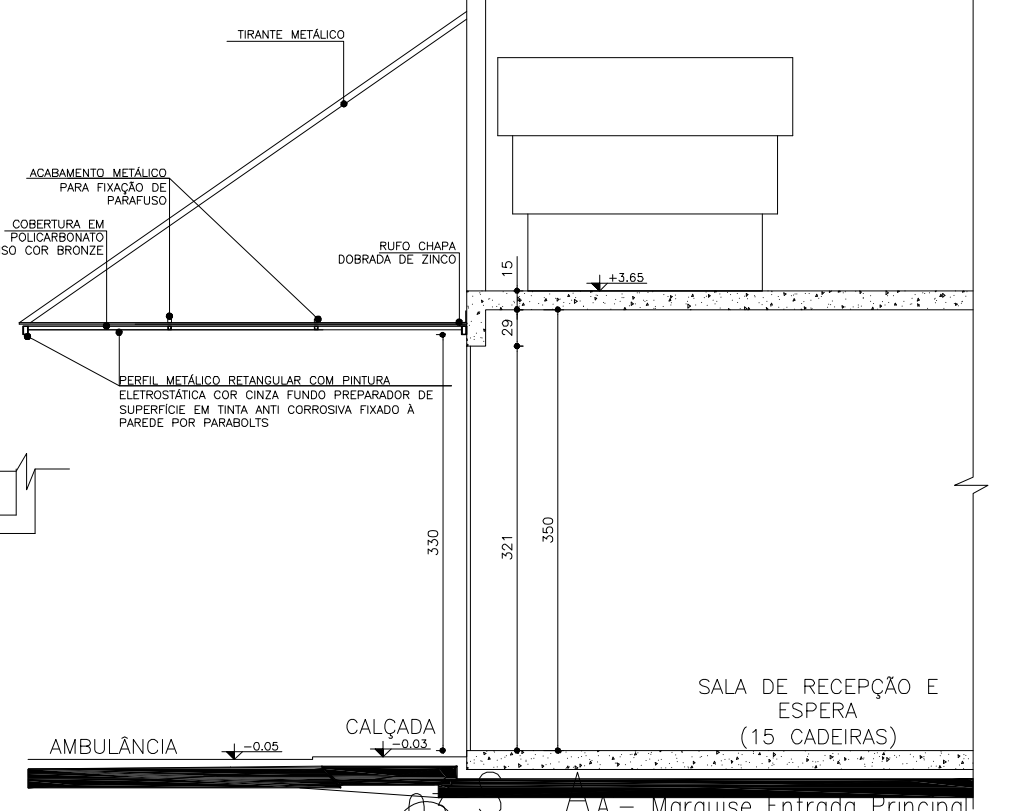 TIRANTE METÁLICO
ACABAMENTO METÁLICO
PARA FIXAÇÃO DE
PARAFUSO
COBERTURA EM
POLICARBONATO
SO COR BRONZE
RUFO CHAPA
DOBRADA DE ZINCO
15
+3.65
29
PERFIL METÁLICO RETANGULAR COM PINTURA
ELETROSTÁTICA COR CINZA FUNDO PREPARADOR DE
SUPERFÍCIE EM TINTA ANTI CORROSIVA FIXADO À
PAREDE POR PARABOLTS
330
321
350
SALA DE RECEPÇÃO E
ESPERA
(15 CADEIRAS)
CALÇADA
AMBULÂNCIA
-0.05
-0.03
A - Marquise Entrada Principal